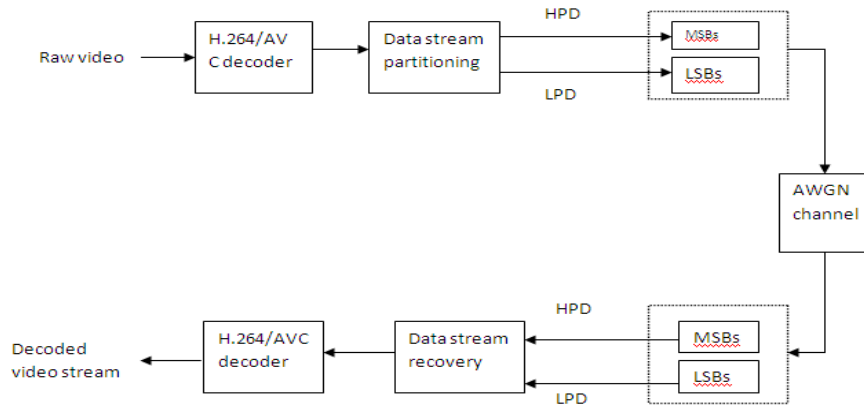 HPD
Raw video
H.264/AV
C decoder
Data stream
partitioning
MSBs
LSBs
LPD
AWGN
channel
HPD
Decoded
video stream
H.264/AVC
decoder
Data stream
recovery
MSBs
LSBs
LPD